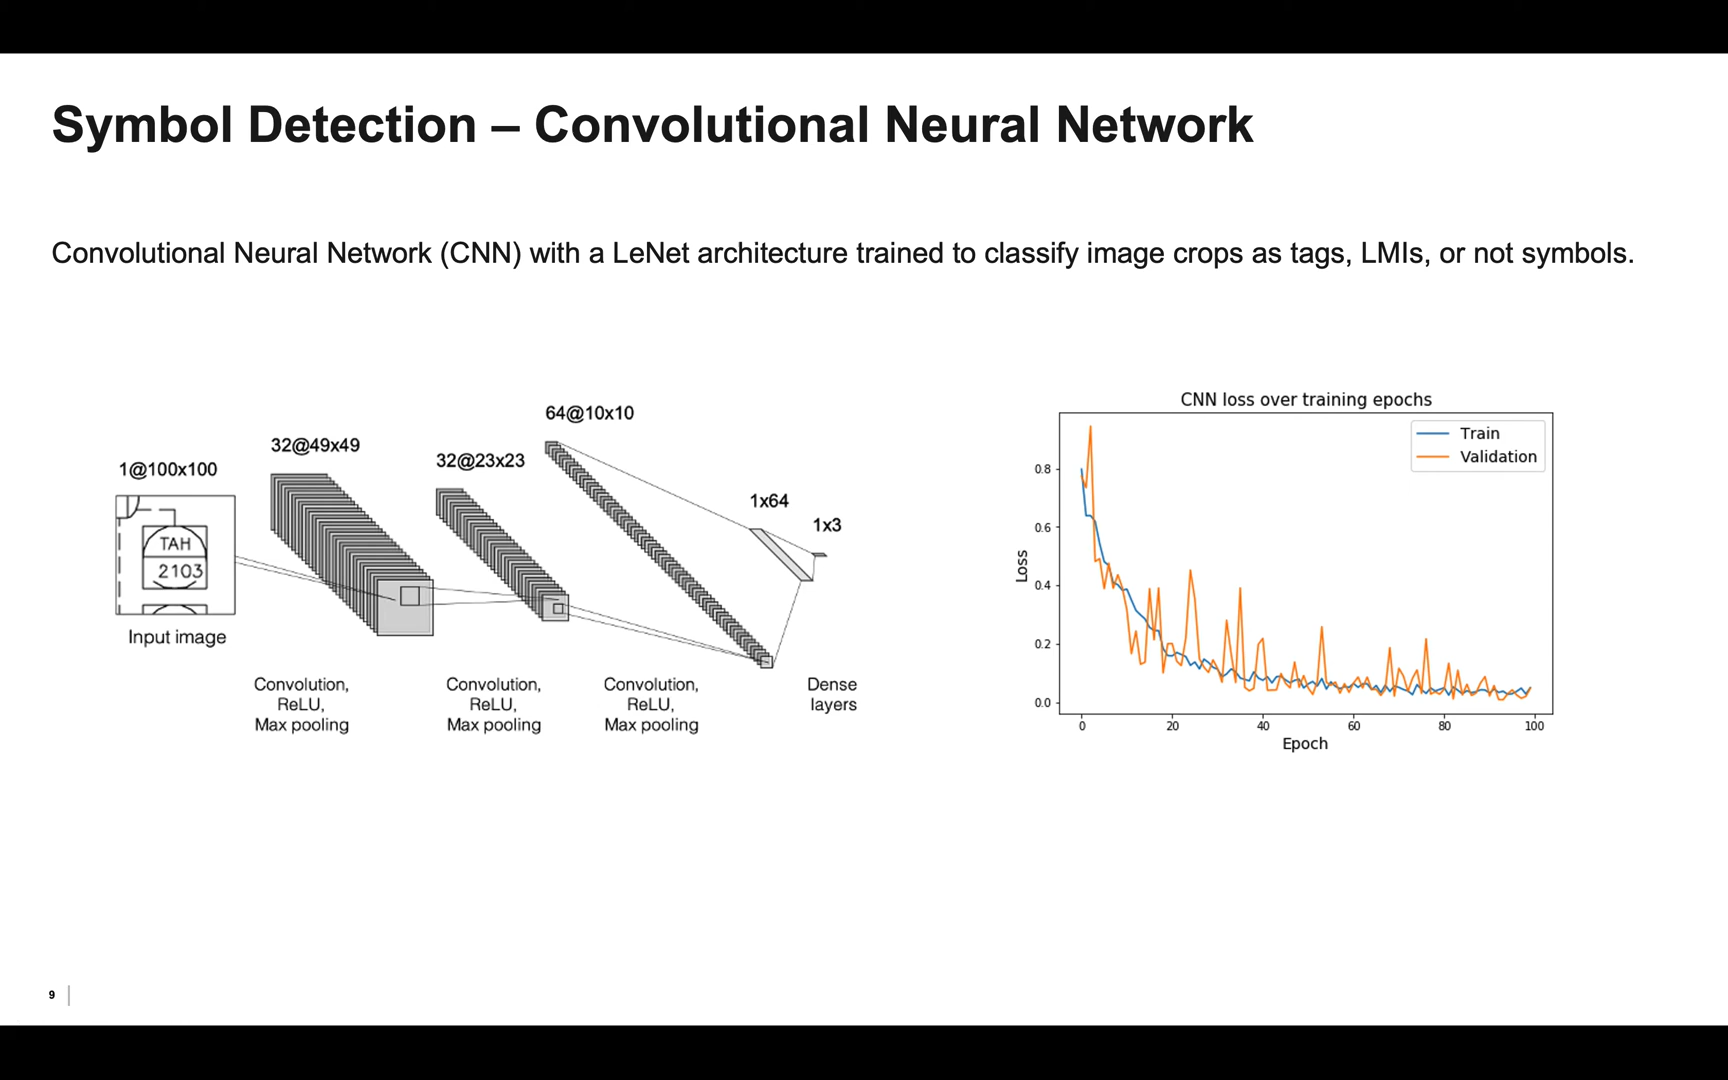 Symbol Detection – Convolutional Neural Network
Convolutional Neural Network (CNN) with a LeNet architecture trained to classify image crops as tags, LMIs, or not symbols.
1@100x100
32@49x49
32@23x23
64@10x10
1x64
1x3
TAH
2103
Input image
Convolution,
ReLU,
Max pooling
Convolution,
ReLU,
Max pooling
Convolution,
ReLU,
Max pooling
Dense
layers
CNN loss over training epochs
Train
Validation
Loss
0.8
0.6
0.4
0.2
0.0
0
20
40
60
80
100
Epoch
9